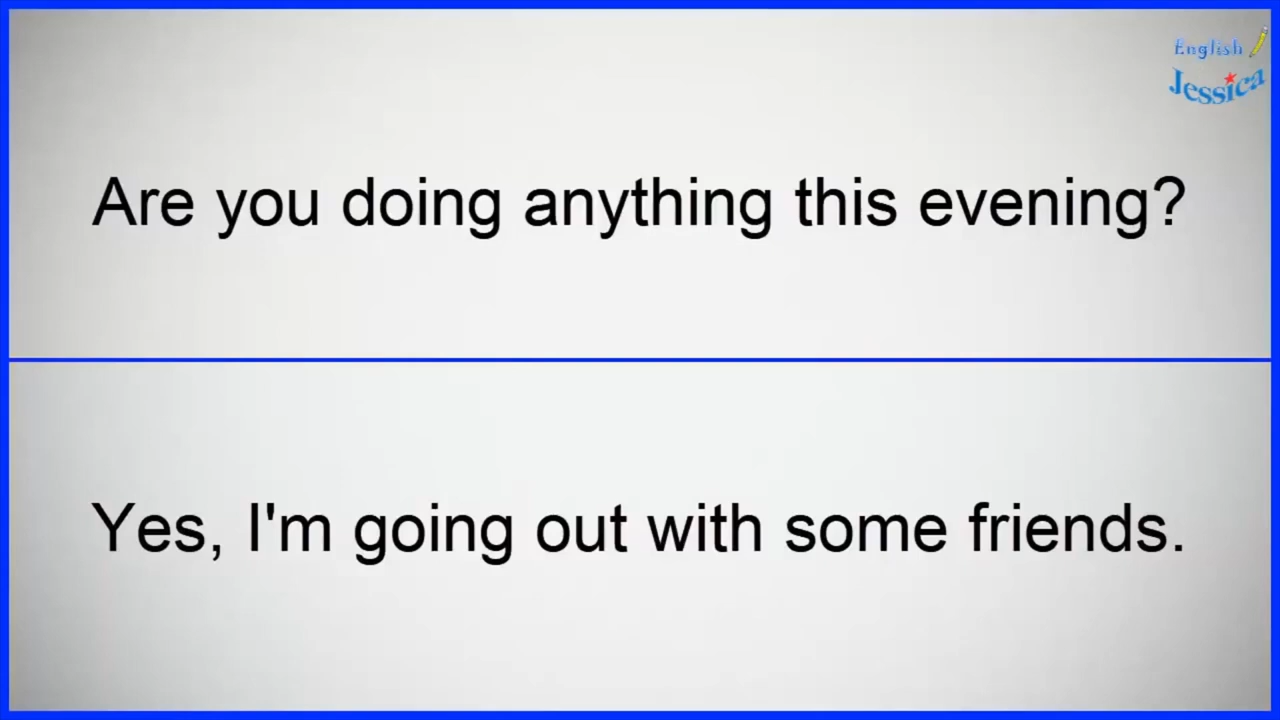 English
Jessica
Are you doing anything this evening?
Yes, I'm going out with some friends.